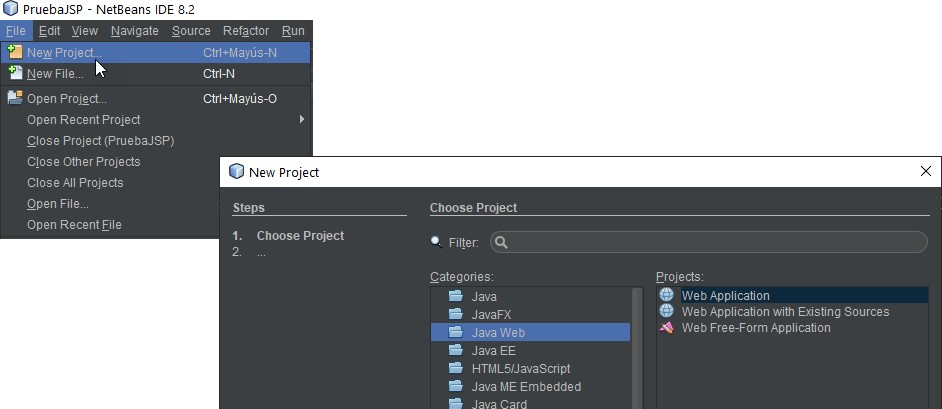 PruebaJSP - NetBeans IDE 8.2
File Edit View Navigate Source Refactor Run
New Project... Ctrl+Mayús-N
New File... Ctrl-N
Open Project... Ctrl+Mayús-O
Open Recent Project
Close Project (PruebaJSP)
Close Other Projects
Close All Projects
Open File...
Open Recent File
New Project
Steps
1. Choose Project
2. ...
Choose Project
Filter:
Categories:
Java
JavaFX
Java Web
Java EE
HTML5/JavaScript
Java ME Embedded
Java Card
Projects:
Web Application
Web Application with Existing Sources
Web Free-Form Application